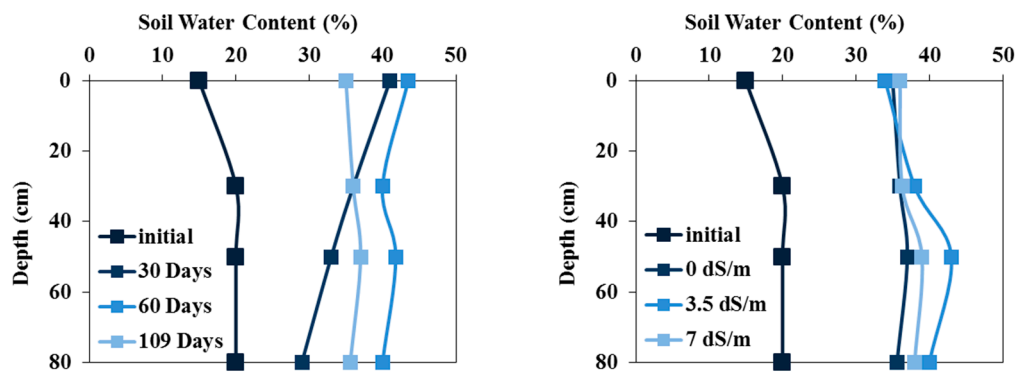 Soil Water Content (%)
0 10 20 30 40 50
0
20
40
60
80
Depth (cm)
initial
30 Days
60 Days
109 Days
Soil Water Content (%)
0 10 20 30 40 50
0
20
40
60
80
Depth (cm)
initial
0 dS/m
3.5 dS/m
7 dS/m